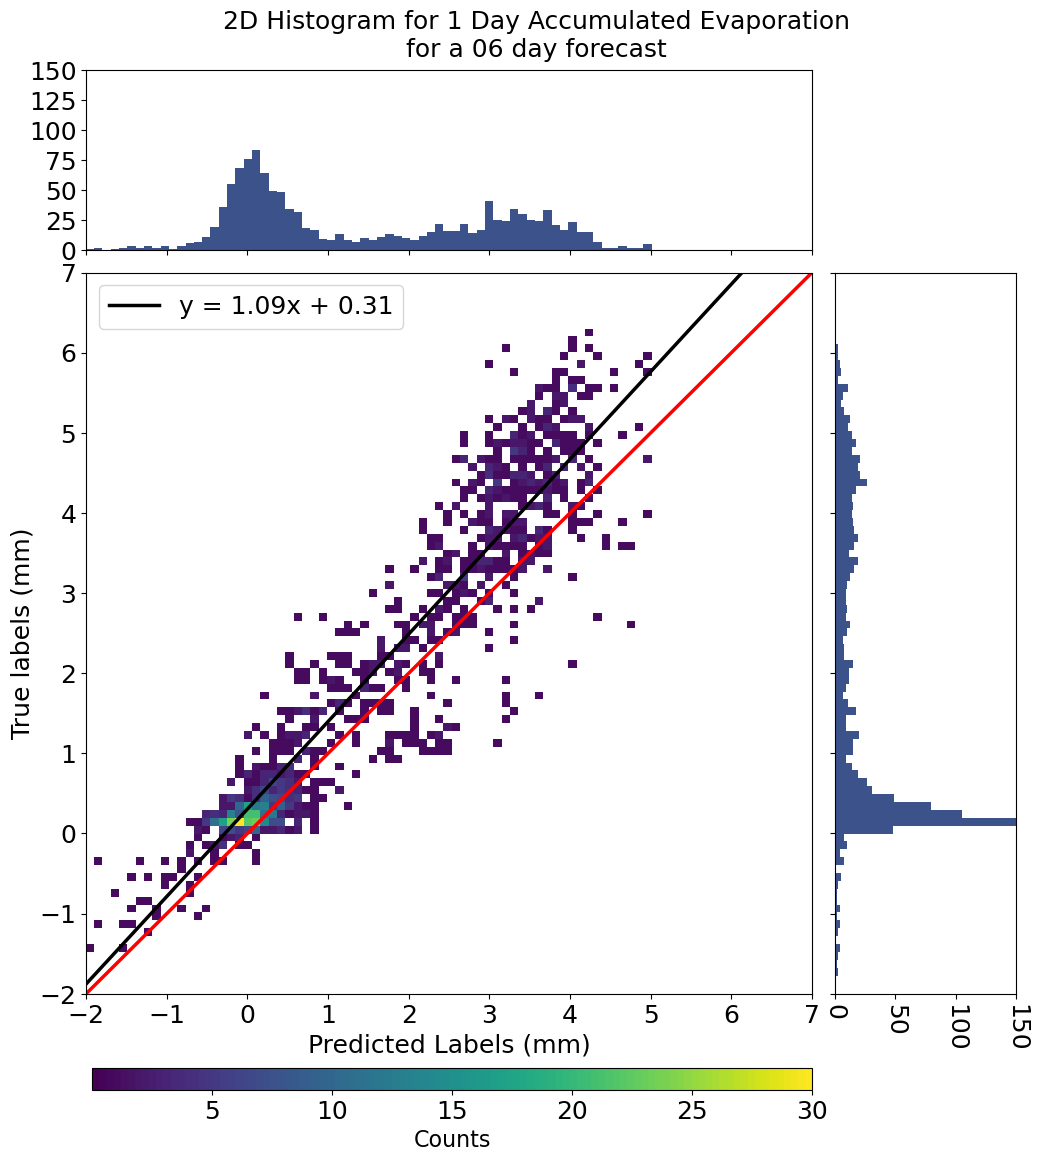 2D Histogram for 1 Day Accumulated Evaporation
for a 06 day forecast
150
125
100
75
50
25
0
7
6
5
4
3
2
1
0
−1
−2
True labels (mm)
y = 1.09x + 0.31
−2 −1 0 1 2 3 4 5 6 7
Predicted Labels (mm)
0 50 100 150
5 10 15 20 25 30
Counts